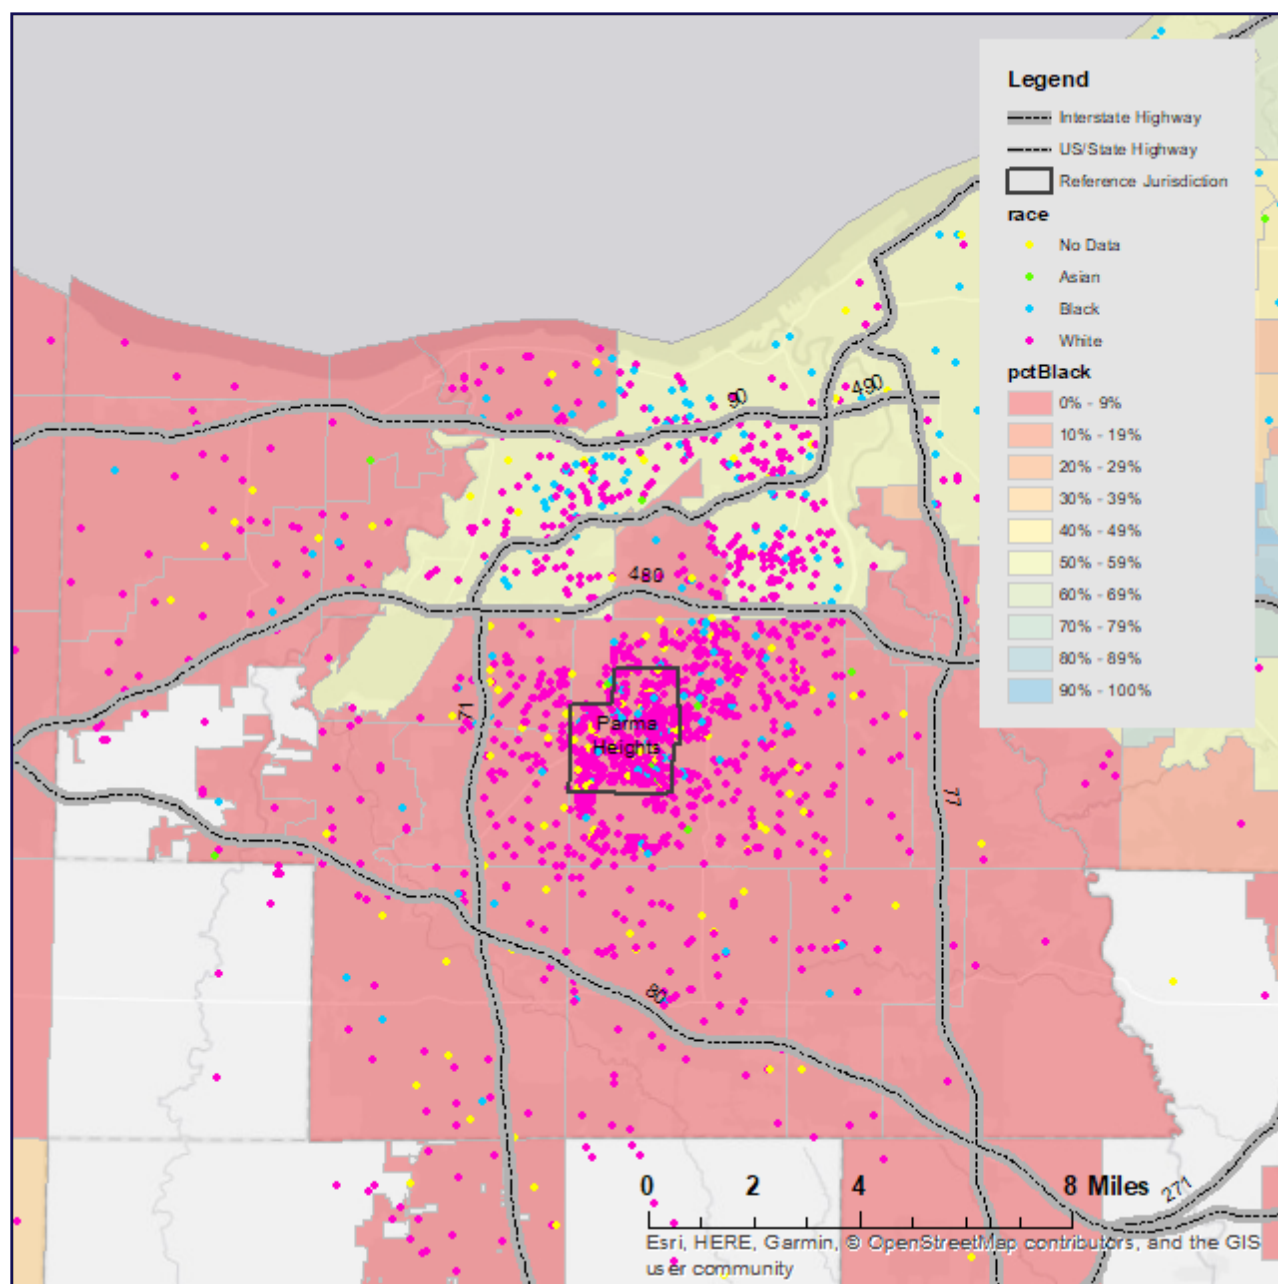 Legend
Interstate Highway
US/State Highway
Reference Jurisdiction
race
No Data
Asian
Black
White
pctBlack
0% - 9%
10% - 19%
20% - 29%
30% - 39%
40% - 49%
50% - 59%
60% - 69%
70% - 79%
80% - 89%
90% - 100%
90
490
480
71
Parma
Heights
77
80
271
0 2 4 8 Miles
Esri, HERE, Garmin, © OpenStreetMap contributors, and the GIS
user community